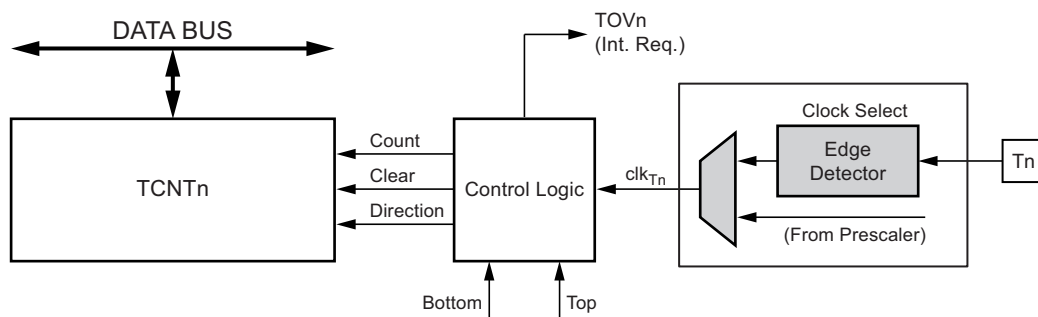 DATA BUS
TOVn
(Int. Req.)
Clock Select
Count
Edge
Detector
Tn
TCNTn
Clear
Control Logic
clkTn
Direction
(From Prescaler)
Bottom
Top